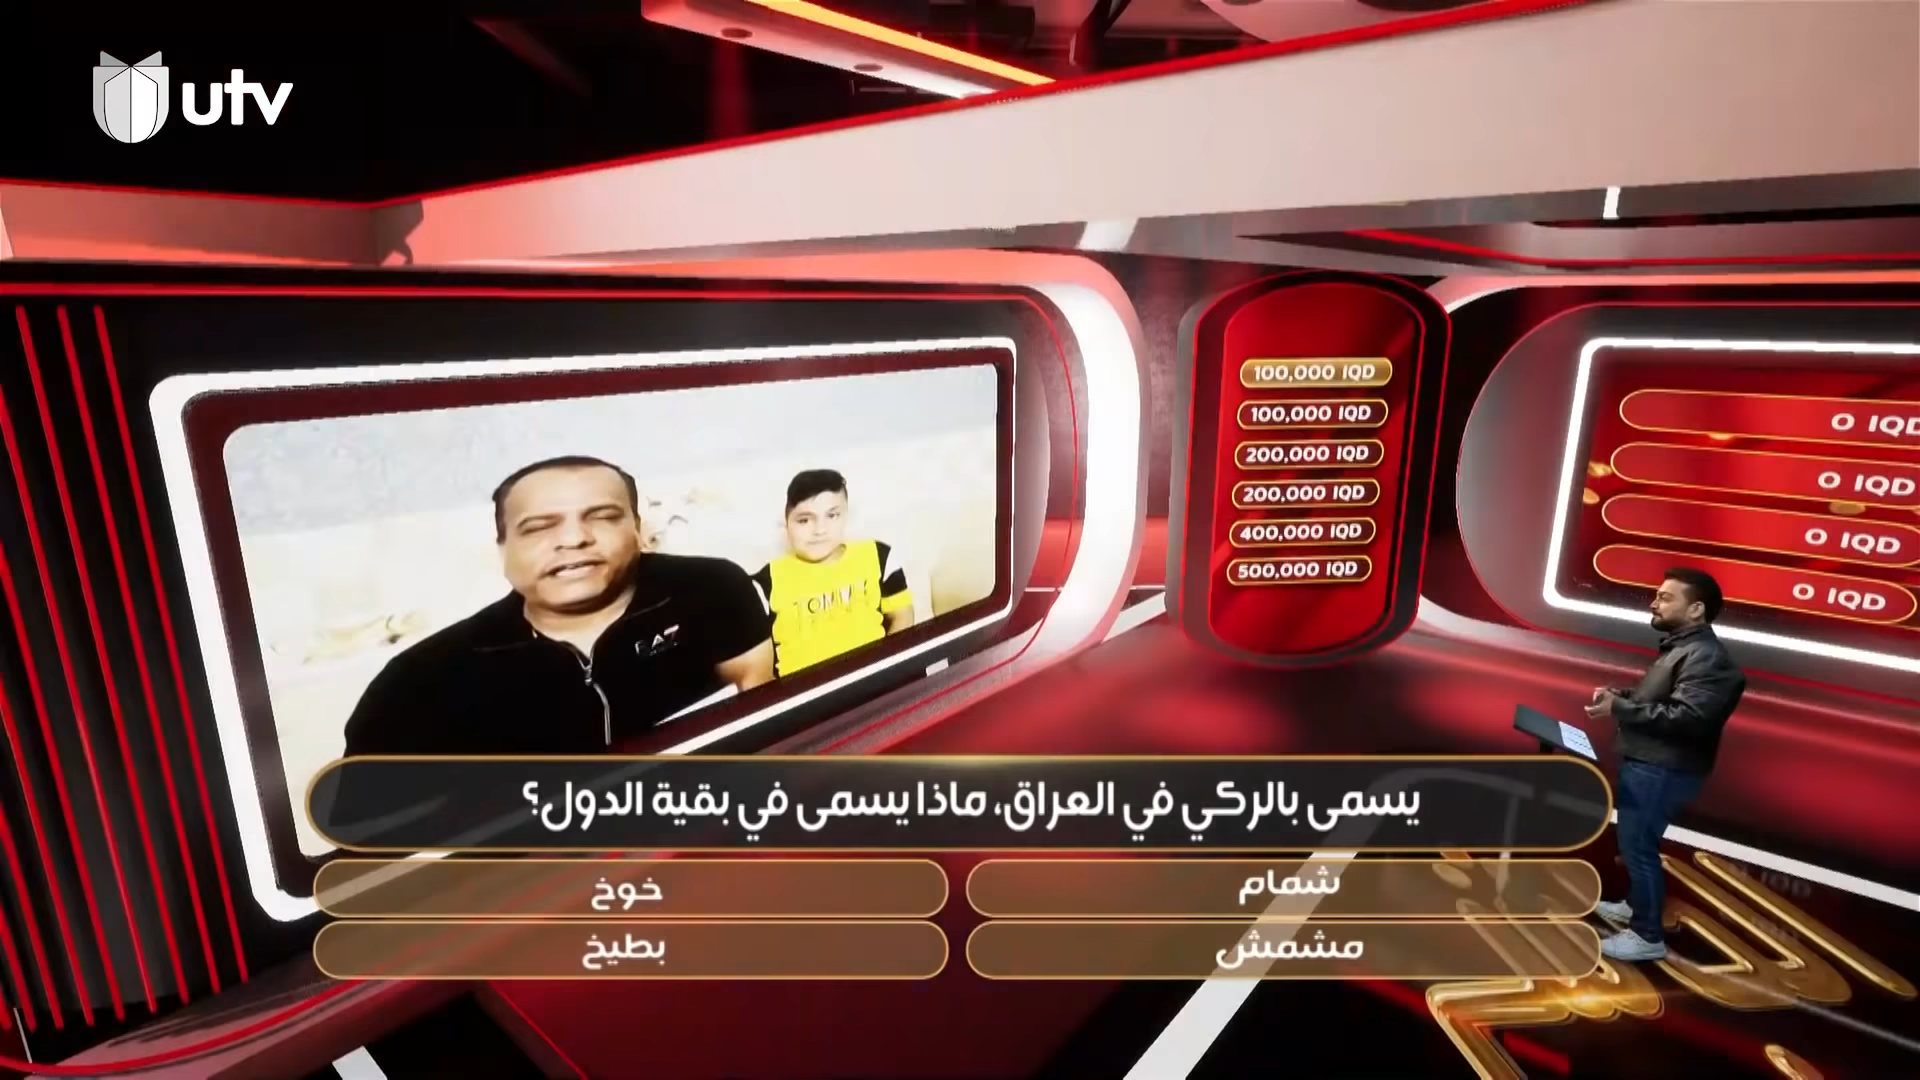 utv
100,000 IQD
100,000 IQD
200,000 IQD
200,000 IQD
400,000 IQD
500,000 IQD
0 IQD
0 IQD
0 IQD
0 IQD
EA7
TOMMY
يسمى بالركي في العراق، ماذا يسمى في بقية الدول؟
شمام
خوخ
مشمش
بطيخ